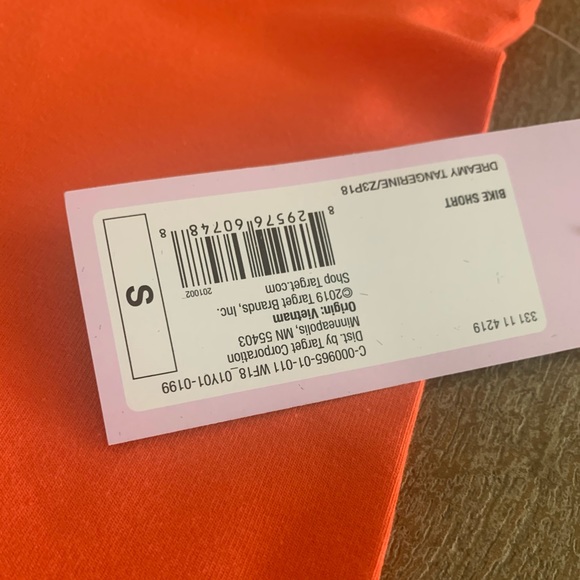 331 11 4219
BIKE SHORT
DREAMY TANGERINE/Z3P18
C-000965-01-011 WF18_01Y01-0199
Dist. by Target Corporation
Minneapolis, MN 55403
Origin: Vietnam
©2019 Target Brands, Inc.
Shop Target.com
201002
8 29576 60748 8
S